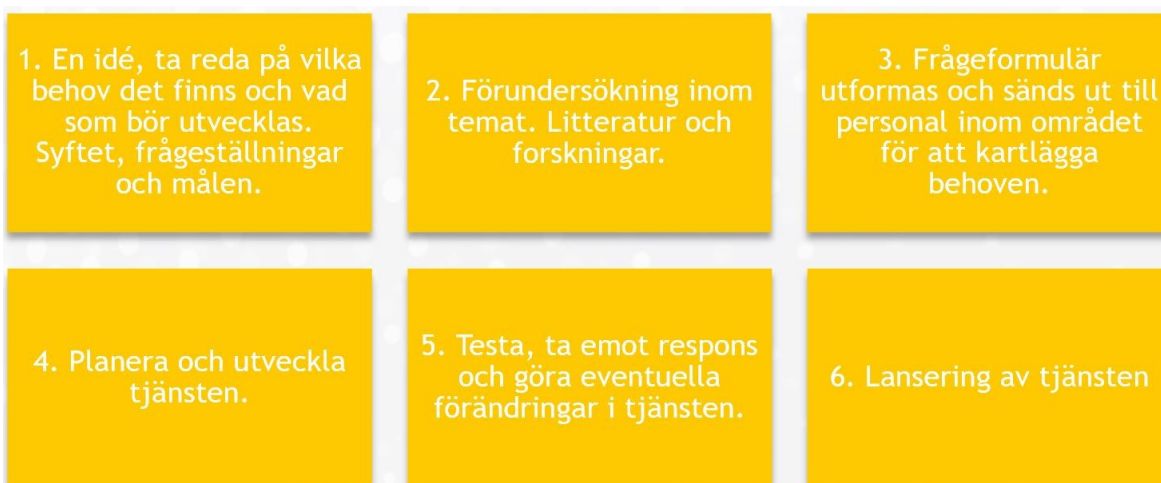 1. En idé, ta reda på vilka
behov det finns och vad
som bör utvecklas.
Syftet, frågeställningar
och målen.
2. Förundersökning inom
temat. Litteratur och
forskningar.
3. Frågeformulär
utformas och sänds ut till
personal inom området
för att kartlägga
behoven.
4. Planera och utveckla
tjänsten.
5. Testa, ta emot respons
och göra eventuella
förändringar i tjänsten.
6. Lansering av tjänsten